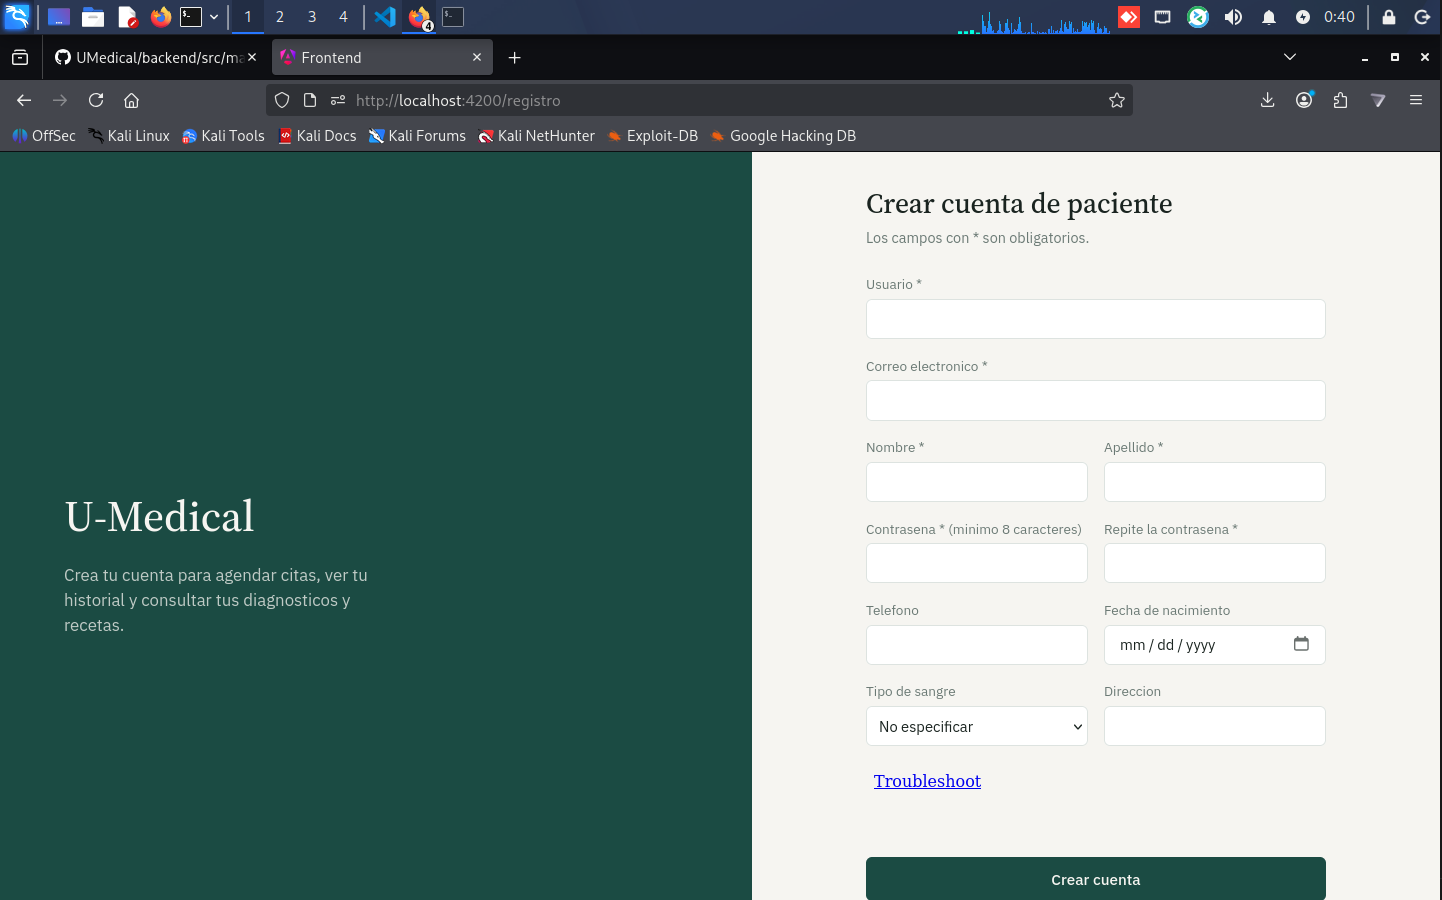 1 2 3 4 4 0:40
UMedical/backend/src/ma Frontend
http://localhost:4200/registro
OffSec Kali Linux Kali Tools Kali Docs Kali Forums Kali NetHunter Exploit-DB Google Hacking DB
U-Medical
Crea tu cuenta para agendar citas, ver tu
historial y consultar tus diagnosticos y
recetas.
Crear cuenta de paciente
Los campos con * son obligatorios.
Usuario *
Correo electronico *
Nombre * Apellido *
Contrasena * (minimo 8 caracteres) Repite la contrasena *
Telefono Fecha de nacimiento
mm / dd / yyyy
Tipo de sangre Direccion
No especificar
Troubleshoot
Crear cuenta